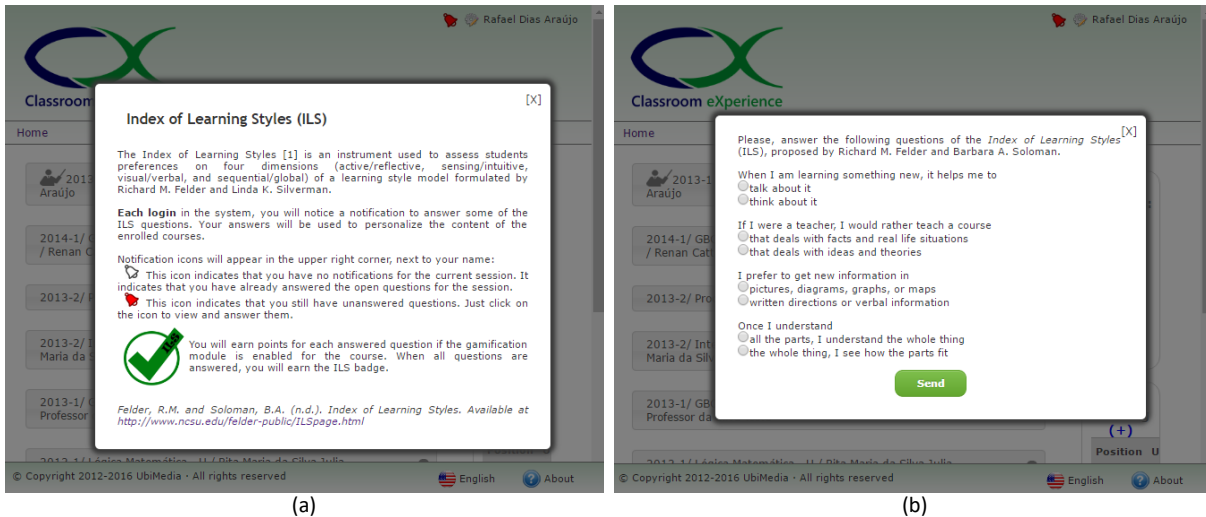 Rafael Dias Araújo
Classroom
Home
2013
Araújo
2014-1/
/ Renan C
2013-2/
2013-2/ I
Maria da S
2013-1/
Professor
[X]
Index of Learning Styles (ILS)
The Index of Learning Styles [1] is an instrument used to assess students
preferences on four dimensions (active/reflective, sensing/intuitive,
visual/verbal, and sequential/global) of a learning style model formulated by
Richard M. Felder and Linda K. Silverman.
Each login in the system, you will notice a notification to answer some of the
ILS questions. Your answers will be used to personalize the content of the
enrolled courses.
Notification icons will appear in the upper right corner, next to your name:
This icon indicates that you have no notifications for the current session. It
indicates that you have already answered the open questions for the session.
This icon indicates that you still have unanswered questions. Just click on
the icon to view and answer them.
ILS
You will earn points for each answered question if the gamification
module is enabled for the course. When all questions are
answered, you will earn the ILS badge.
Felder, R.M. and Soloman, B.A. (n.d.). Index of Learning Styles. Available at
http://www.ncsu.edu/felder-public/ILSpage.html
© Copyright 2012-2016 UbiMedia · All rights reserved
English
About
(a)
Rafael Dias Araújo
Classroom eXperience
Home
2013-1
Araújo
2014-1/ GB
/ Renan Cat
2013-2/ Pro
2013-2/ Int
Maria da Silv
2013-1/ GB
Professor da
2012-1/ Lógica Matemática - U / Rita Maria da Silva Julia
[X]
Please, answer the following questions of the Index of Learning Styles
(ILS), proposed by Richard M. Felder and Barbara A. Soloman.
When I am learning something new, it helps me to
talk about it
think about it
If I were a teacher, I would rather teach a course
that deals with facts and real life situations
that deals with ideas and theories
I prefer to get new information in
pictures, diagrams, graphs, or maps
written directions or verbal information
Once I understand
all the parts, I understand the whole thing
the whole thing, I see how the parts fit
Send
(+)
Position U
© Copyright 2012-2016 UbiMedia · All rights reserved
English
About
(b)